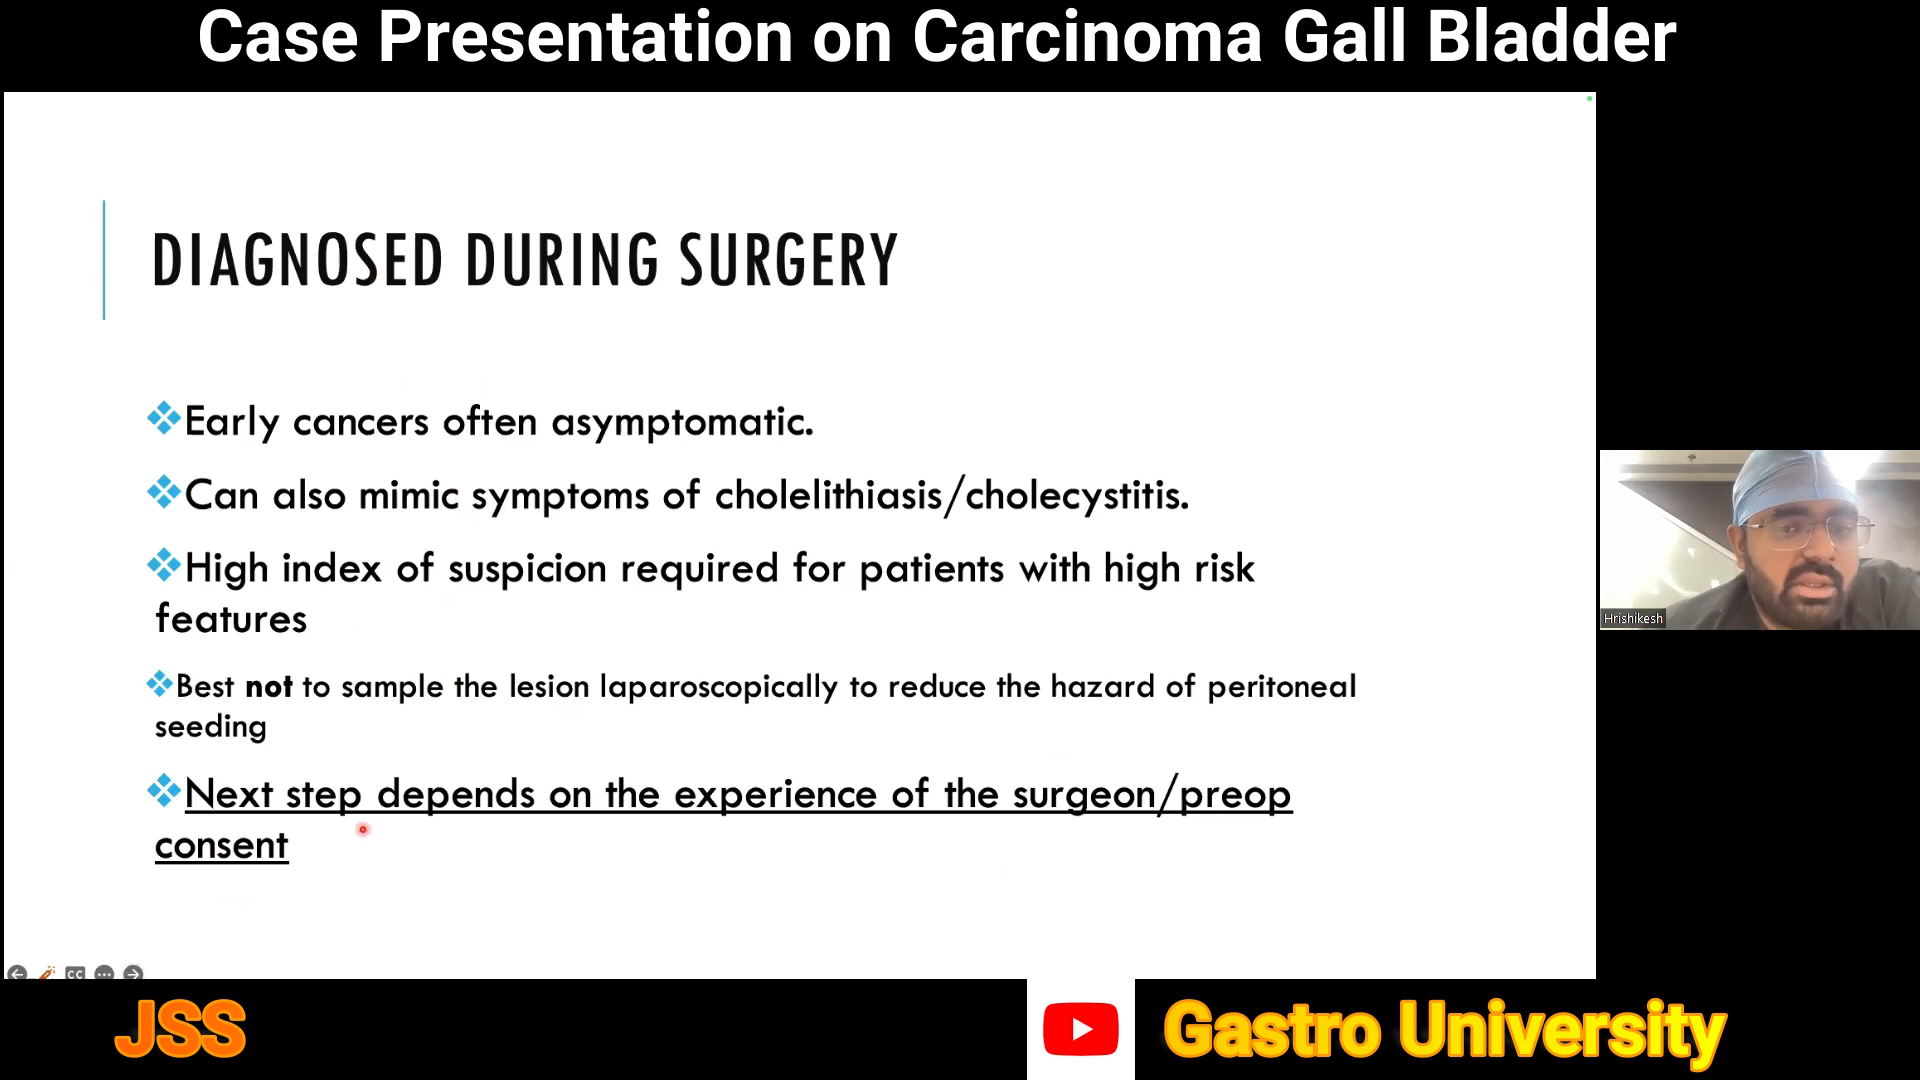 Case Presentation on Carcinoma Gall Bladder
DIAGNOSED DURING SURGERY
Early cancers often asymptomatic.
Can also mimic symptoms of cholelithiasis/cholecystitis.
High index of suspicion required for patients with high risk
features
Best not to sample the lesion laparoscopically to reduce the hazard of peritoneal
seeding
Next step depends on the experience of the surgeon/preop
consent
Hrishikesh
CC
JSS
Gastro University